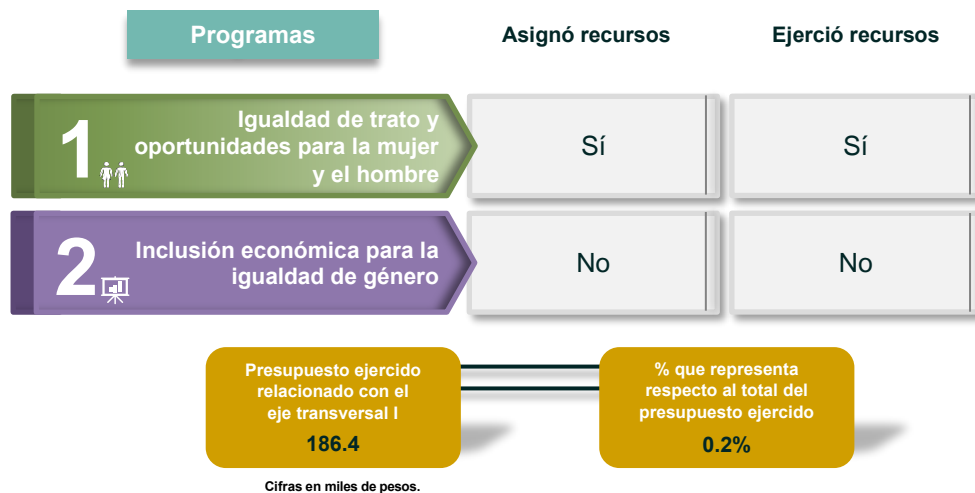 Programas
Asignó recursos
Ejerció recursos
1
Igualdad de trato y
oportunidades para la mujer
y el hombre
Sí
Sí
2
Inclusión económica para la
igualdad de género
No
No
Presupuesto ejercido
relacionado con el
eje transversal I
186.4
% que representa
respecto al total del
presupuesto ejercido
0.2%
Cifras en miles de pesos.